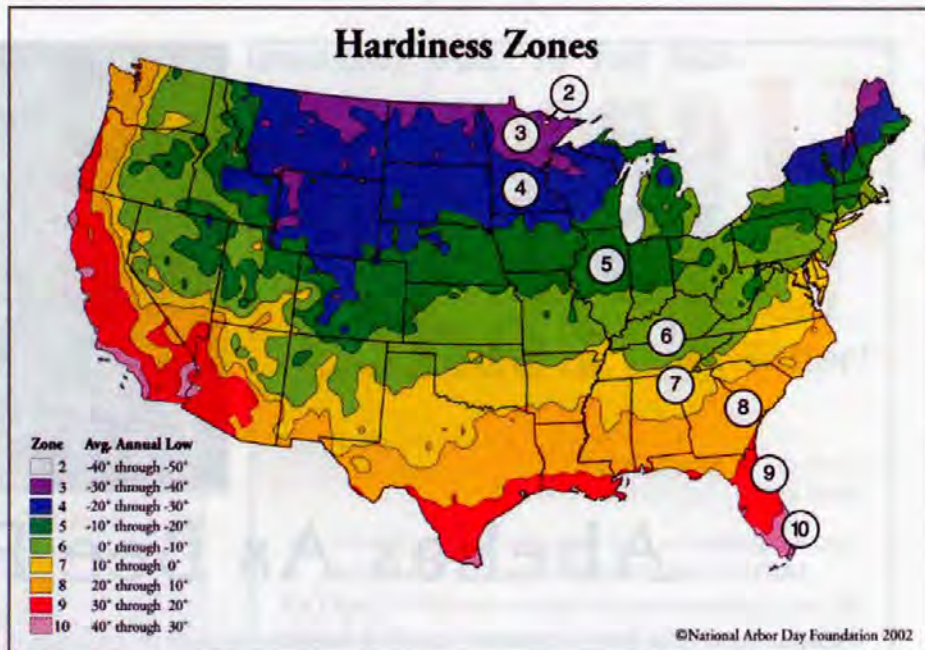 Hardiness Zones
2
3
4
5
6
7
8
9
10
Zone Avg. Annual Low
2 -40° through -50°
3 -30° through -40°
4 -20° through -30°
5 -10° through -20°
6 0° through -10°
7 10° through 0°
8 20° through 10°
9 30° through 20°
10 40° through 30°
©National Arbor Day Foundation 2002